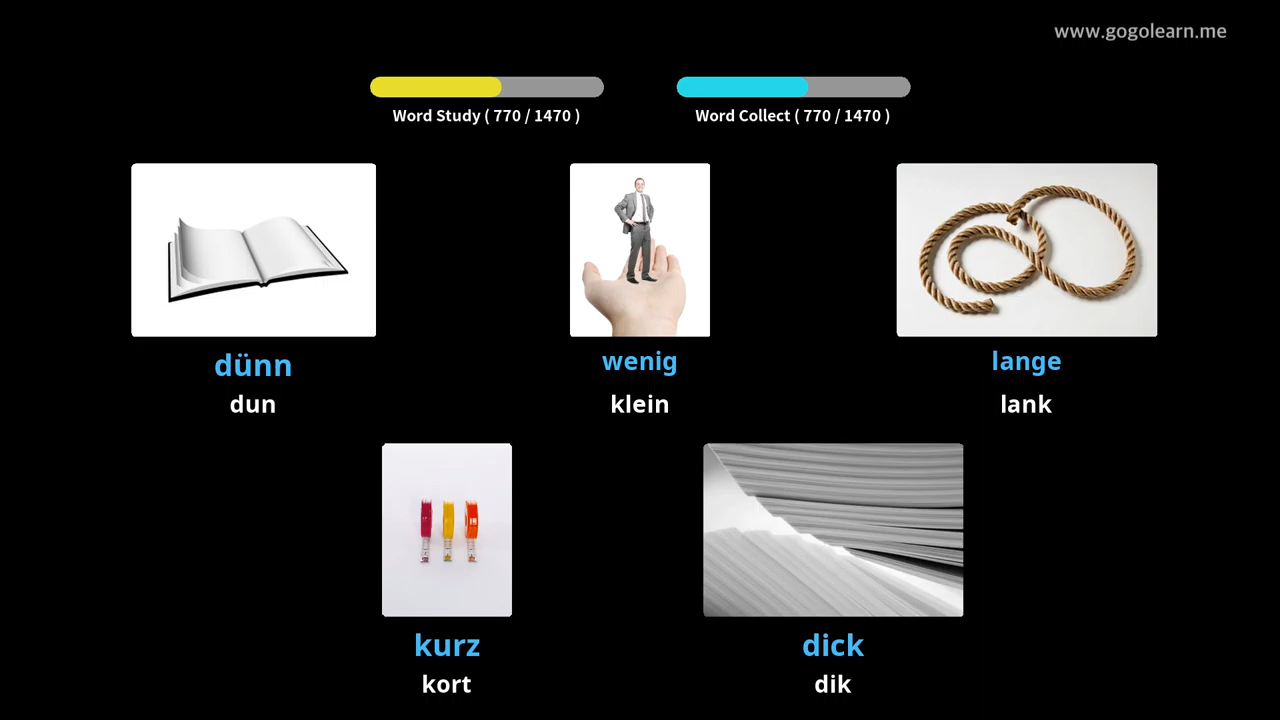 www.gogolearn.me
Word Study ( 770 / 1470 )
Word Collect ( 770 / 1470 )
dünn
dun
wenig
klein
lange
lank
kurz
kort
dick
dik